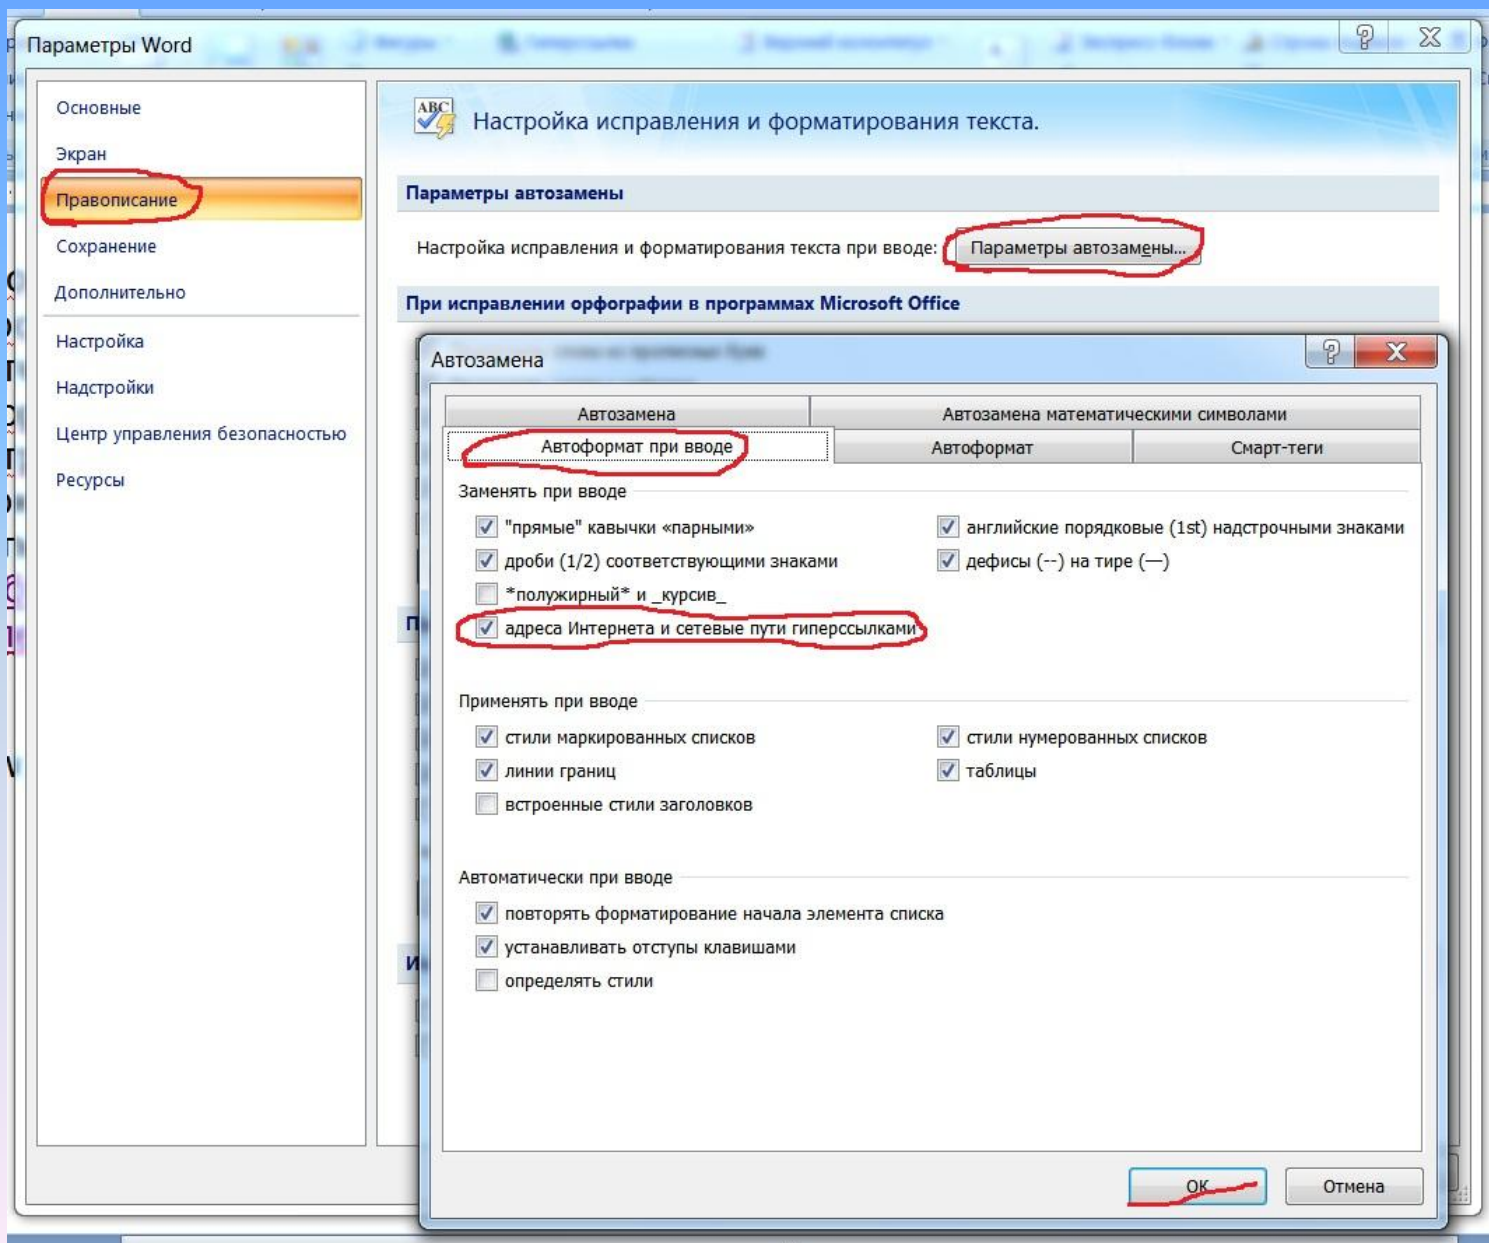 Параметры Word
Основные
Экран
Правописание
Сохранение
Дополнительно
Настройка
Надстройки
Центр управления безопасностью
Ресурсы
ABC
Настройка исправления и форматирования текста.
Параметры автозамены
Настройка исправления и форматирования текста при вводе: Параметры автозамены...
При исправлении орфографии в программах Microsoft Office
Автозамена
Автозамена Автозамена математическими символами
Автоформат при вводе Автоформат Смарт-теги
Заменять при вводе
"прямые" кавычки «парными» английские порядковые (1st) надстрочными знаками
дроби (1/2) соответствующими знаками дефисы (--) на тире (—)
*полужирный* и _курсив_
адреса Интернета и сетевые пути гиперссылками
Применять при вводе
стили маркированных списков стили нумерованных списков
линии границ таблицы
встроенные стили заголовков
Автоматически при вводе
повторять форматирование начала элемента списка
устанавливать отступы клавишами
определять стили
ОК Отмена